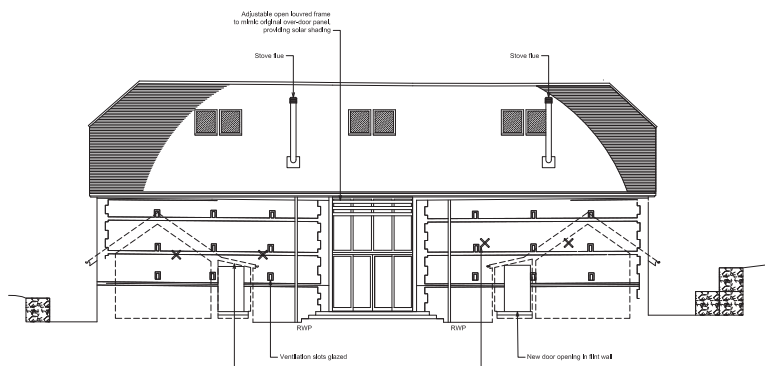 Adjustable open louvred frame
to mimic original over-door panel,
providing solar shading
Stove flue
Stove flue
RWP
RWP
Ventilation slots glazed
New door opening in flint wall